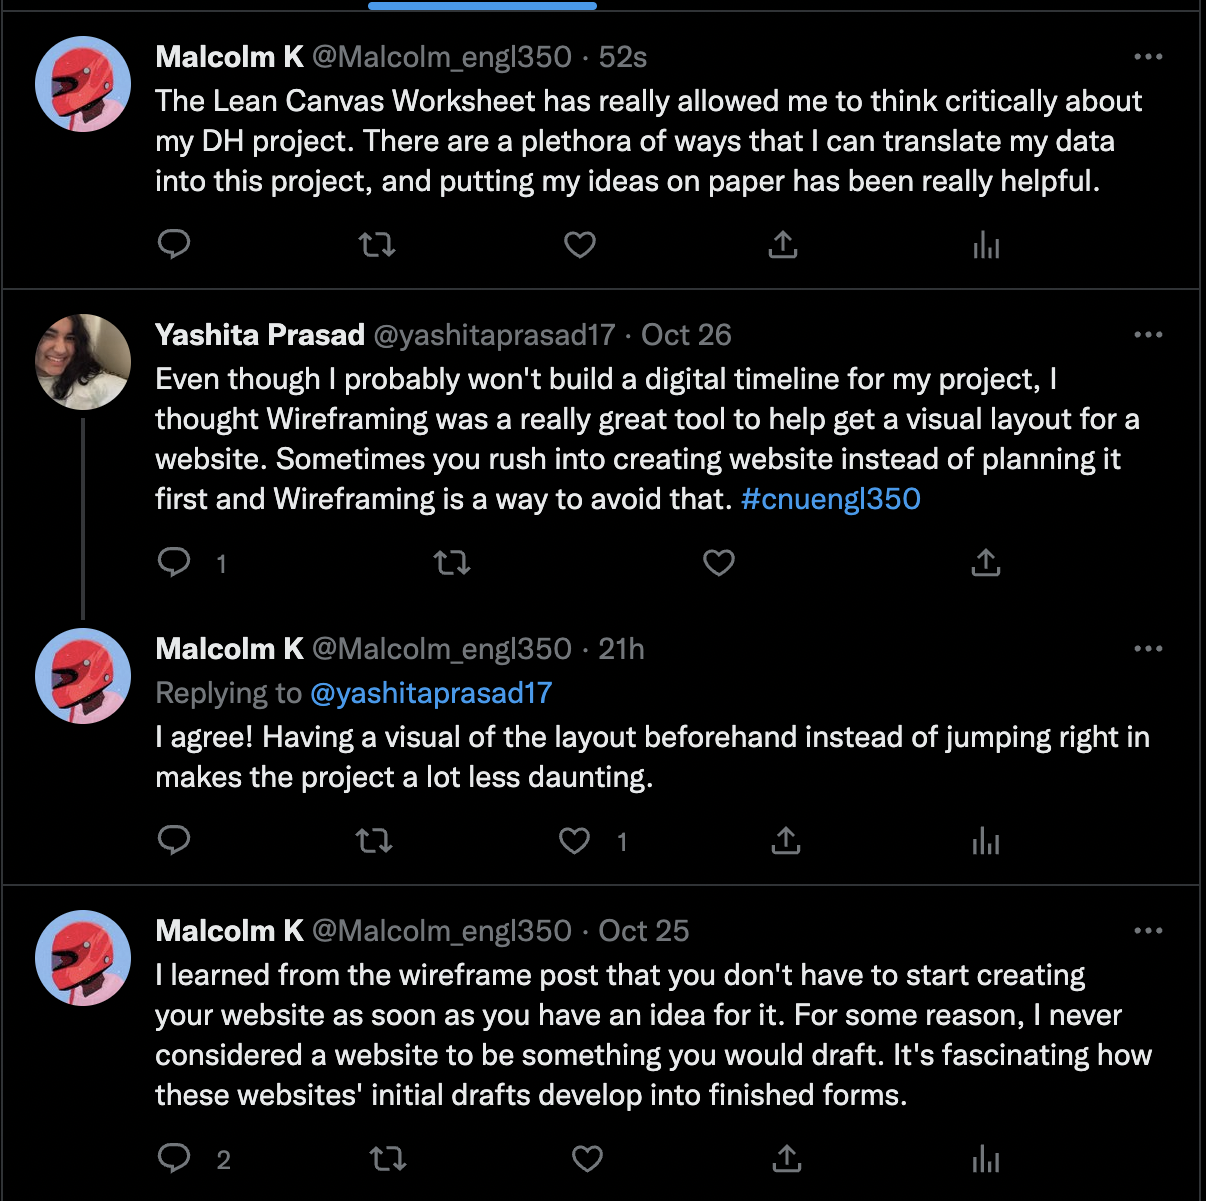 Malcolm K @Malcolm_engl350 · 52s
The Lean Canvas Worksheet has really allowed me to think critically about
my DH project. There are a plethora of ways that I can translate my data
into this project, and putting my ideas on paper has been really helpful.
Yashita Prasad @yashitaprasad17 · Oct 26
Even though I probably won't build a digital timeline for my project, I
thought Wireframing was a really great tool to help get a visual layout for a
website. Sometimes you rush into creating website instead of planning it
first and Wireframing is a way to avoid that. #cnuengl350
1
Malcolm K @Malcolm_engl350 · 21h
Replying to @yashitaprasad17
I agree! Having a visual of the layout beforehand instead of jumping right in
makes the project a lot less daunting.
1
Malcolm K @Malcolm_engl350 · Oct 25
I learned from the wireframe post that you don't have to start creating
your website as soon as you have an idea for it. For some reason, I never
considered a website to be something you would draft. It's fascinating how
these websites' initial drafts develop into finished forms.
2